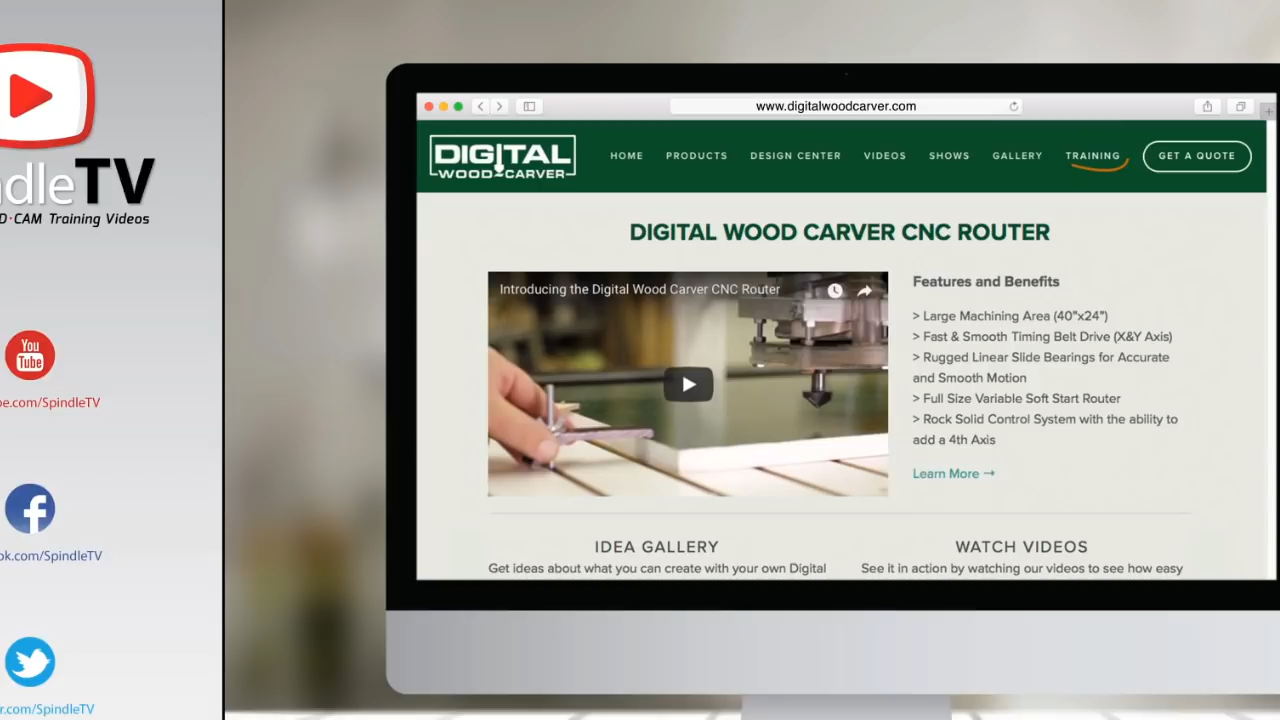 TV
CAM Training Videos
You
Tube
/SpindleTV
f
.com/SpindleTV
.com/SpindleTV
www.digitalwoodcarver.com
DIGITAL
WOOD CARVER
HOME PRODUCTS DESIGN CENTER VIDEOS SHOWS GALLERY TRAINING GET A QUOTE
DIGITAL WOOD CARVER CNC ROUTER
Introducing the Digital Wood Carver CNC Router
Features and Benefits
> Large Machining Area (40"x24")
> Fast & Smooth Timing Belt Drive (X&Y Axis)
> Rugged Linear Slide Bearings for Accurate
and Smooth Motion
> Full Size Variable Soft Start Router
> Rock Solid Control System with the ability to
add a 4th Axis
Learn More →
IDEA GALLERY
Get ideas about what you can create with your own Digital
WATCH VIDEOS
See it in action by watching our videos to see how easy